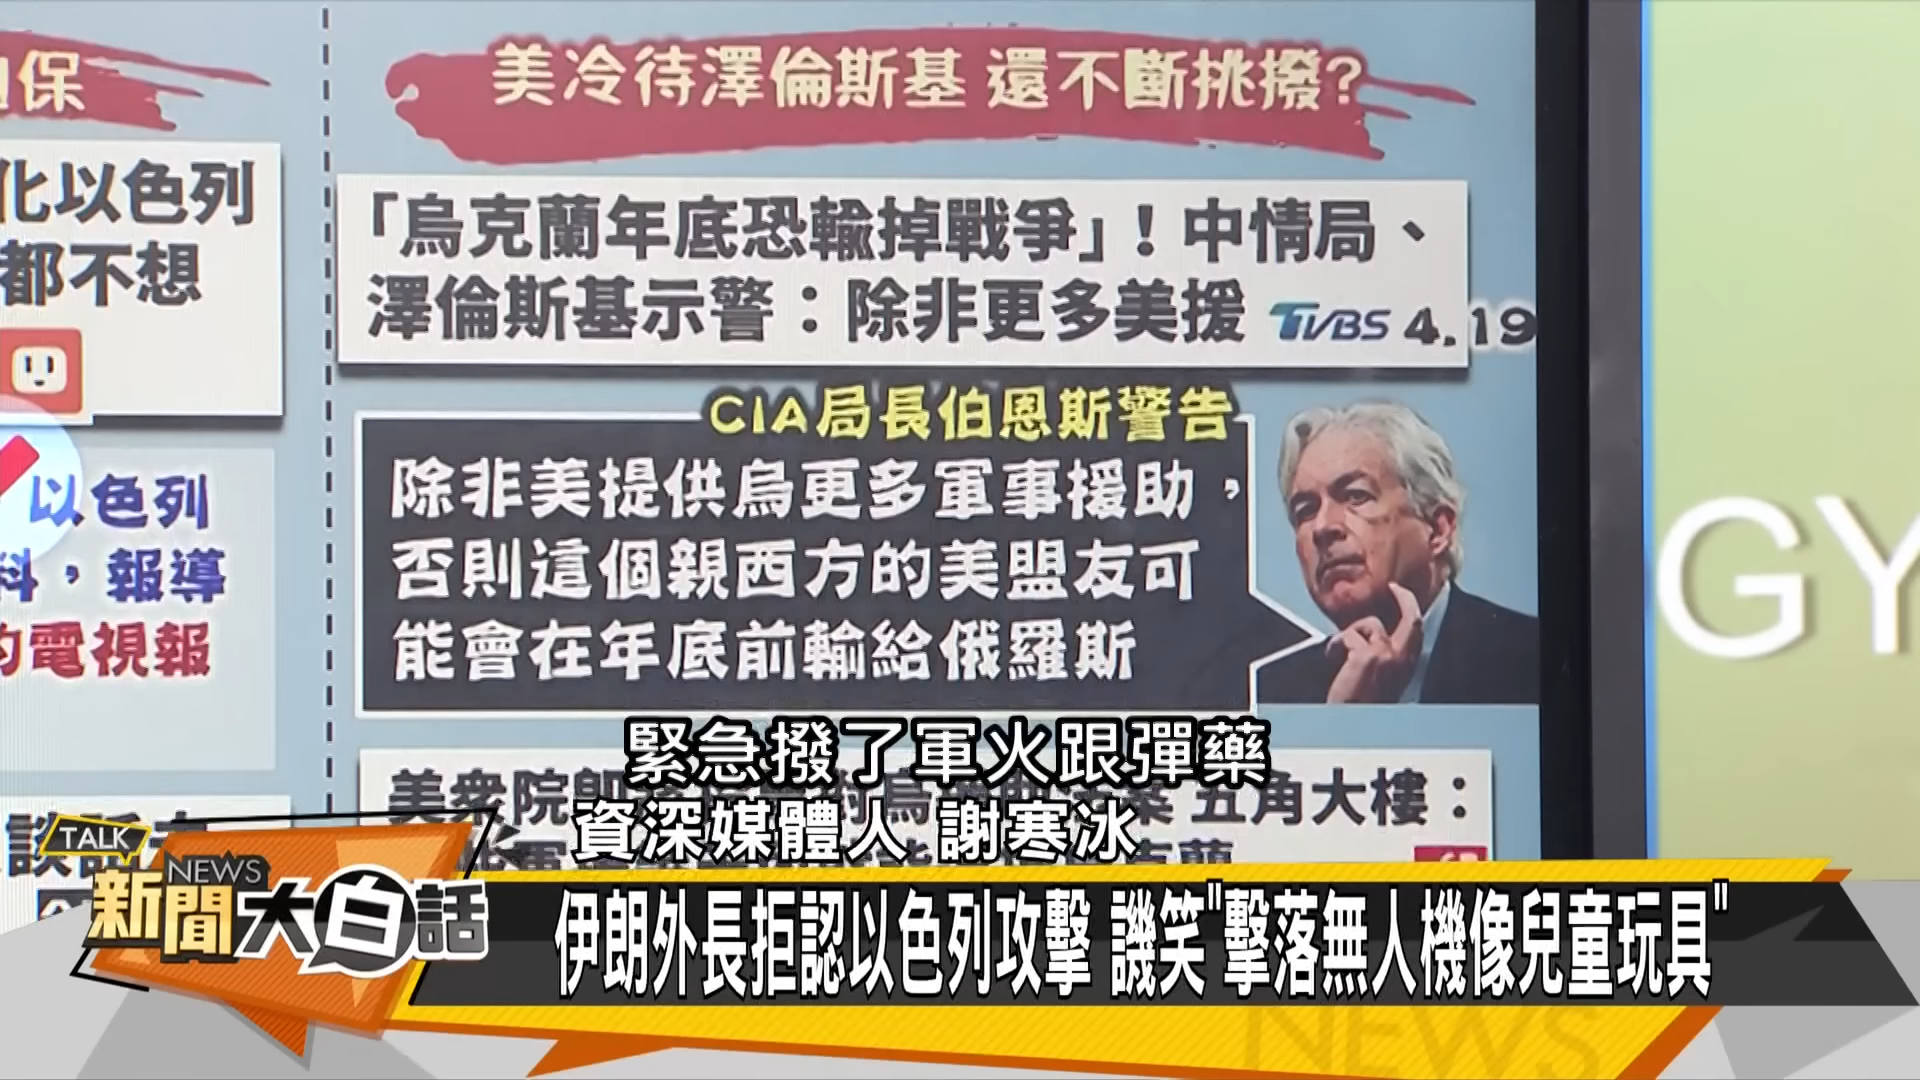 保
化以色列
都不想
以色列
科，報導
的電視報
美冷待澤倫斯基 還不斷挑撥?
「烏克蘭年底恐輸掉戰爭」！中情局、
澤倫斯基示警：除非更多美援 TVBS 4.19
CIA局長伯恩斯警告
除非美提供烏更多軍事援助，
否則這個親西方的美盟友可
能會在年底前輸給俄羅斯
GY
緊急撥了軍火跟彈藥
美眾院 五角大樓：
資深媒體人 謝寒冰
TALK
NEWS
新聞大白話
伊朗外長拒認以色列攻擊 譏笑"擊落無人機像兒童玩具"
NEWS